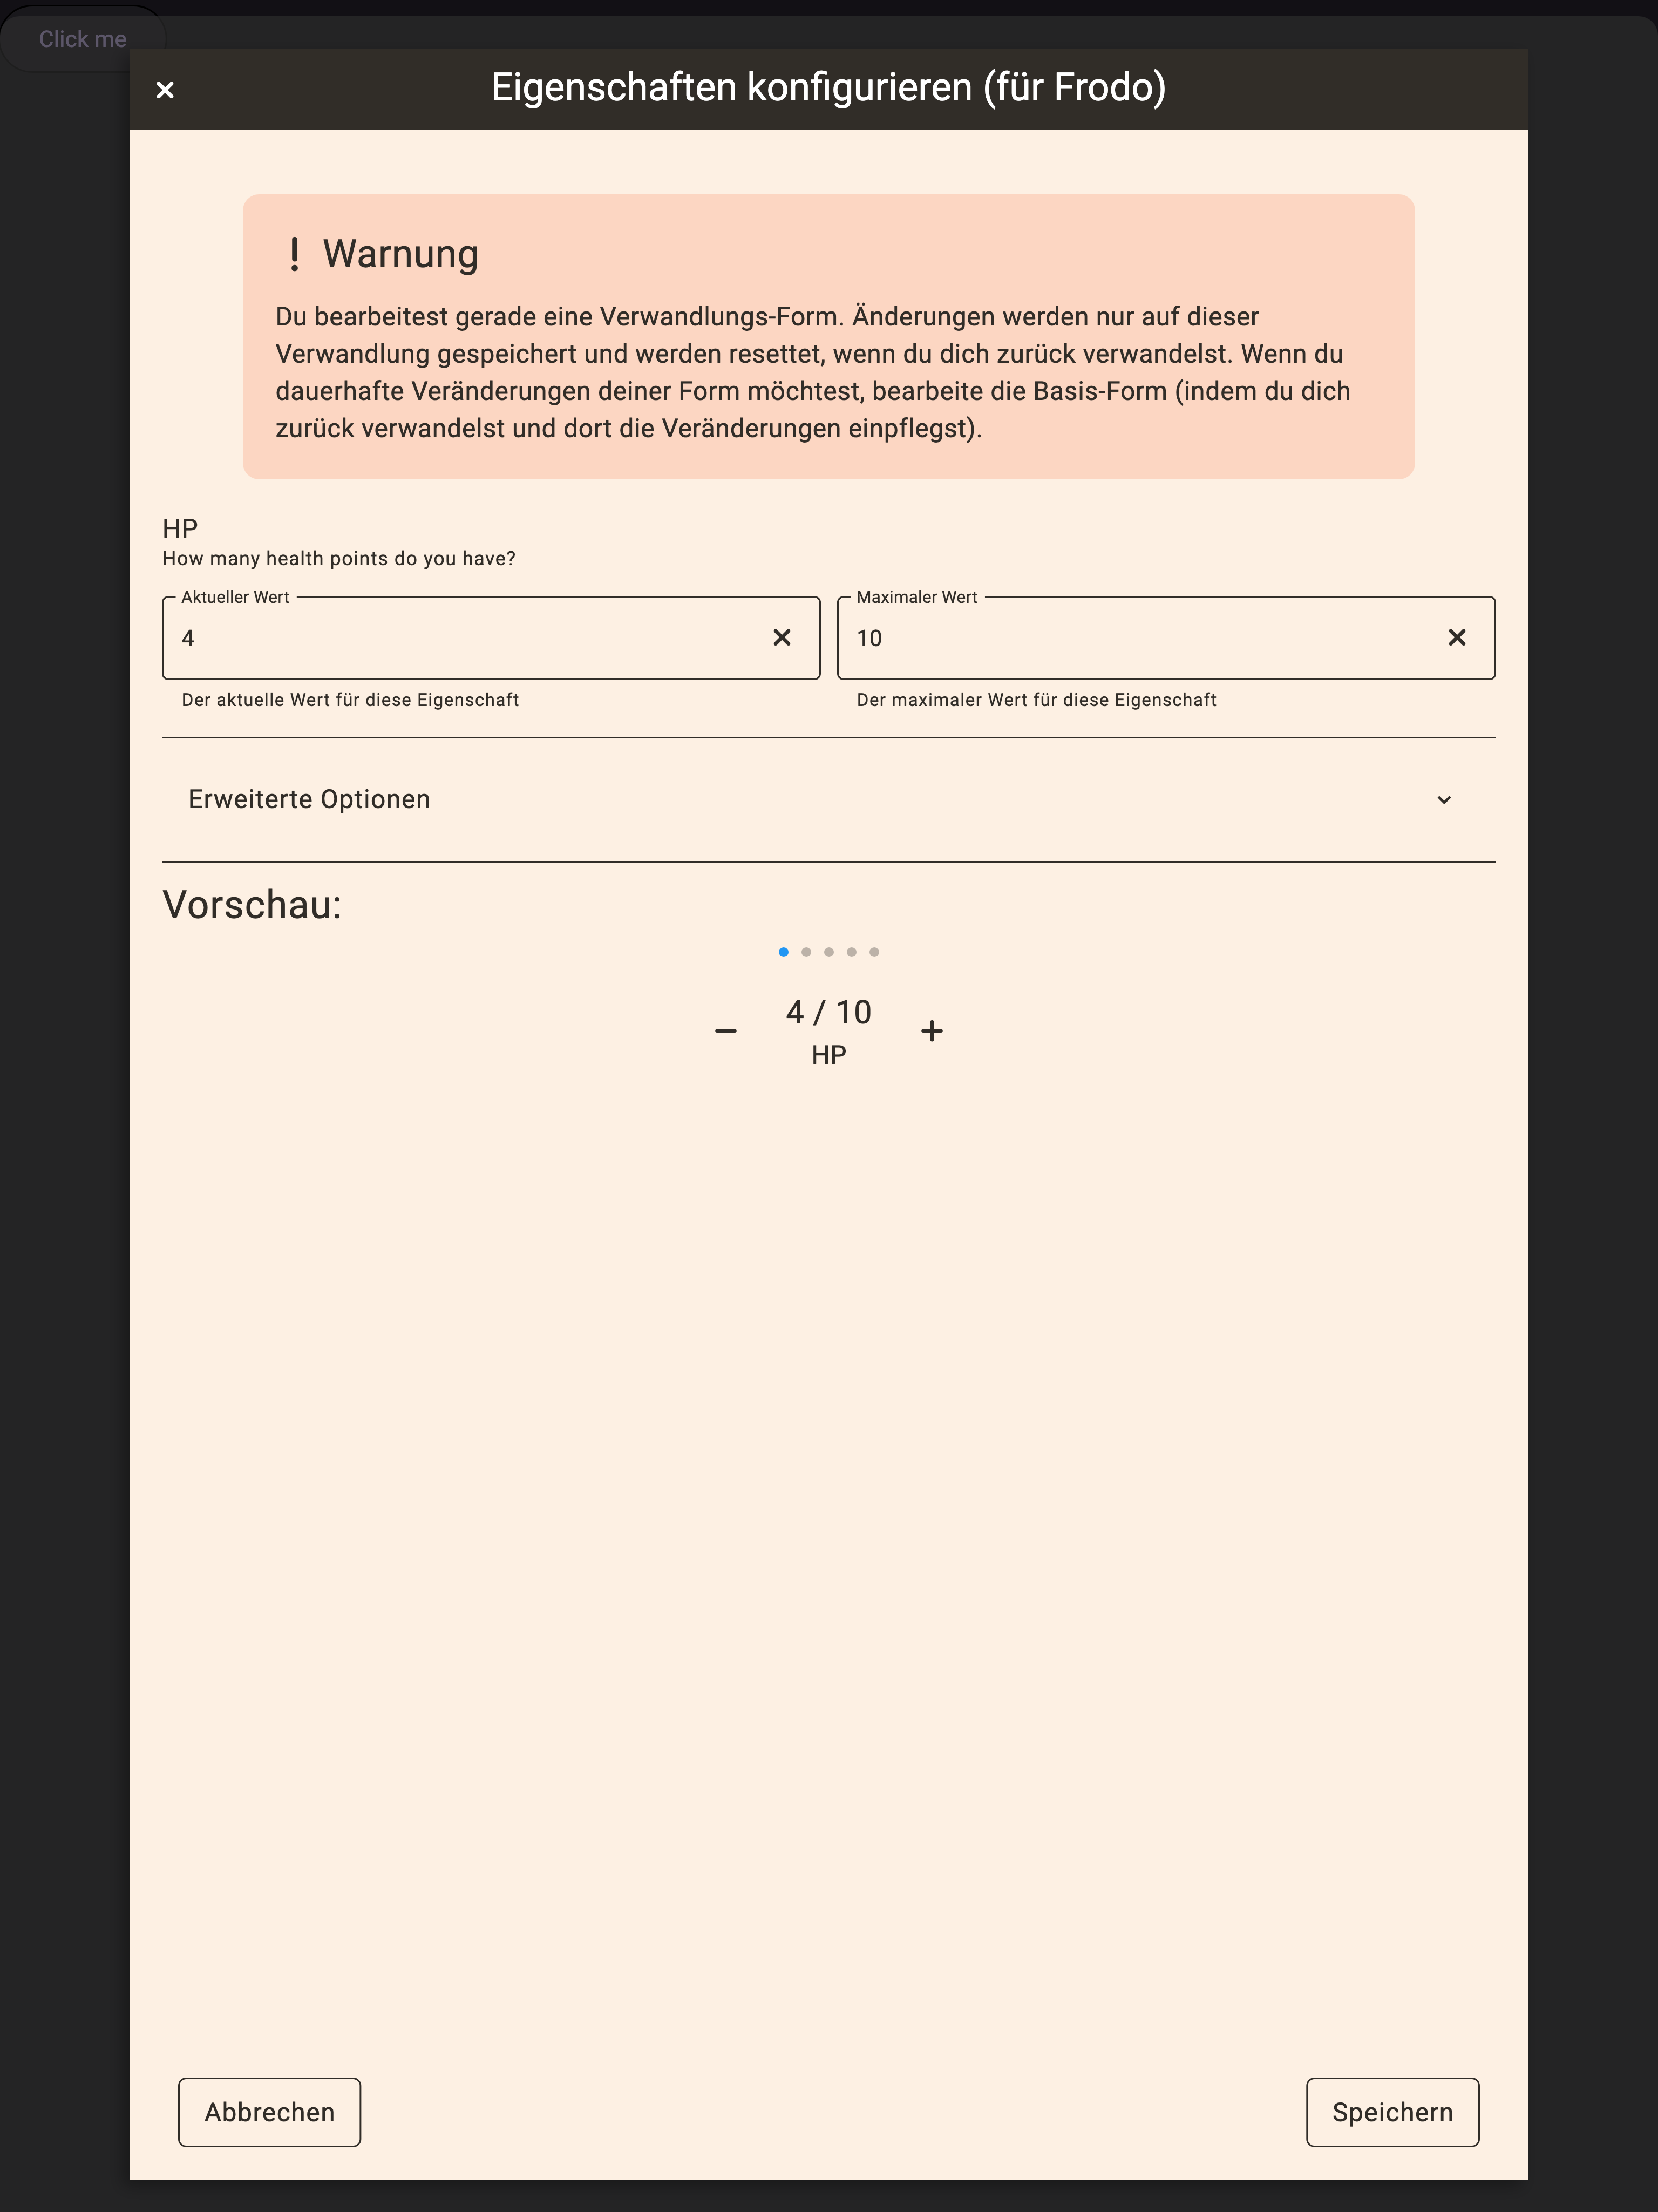 Click me
Eigenschaften konfigurieren (für Frodo)
Warnung
Du bearbeitest gerade eine Verwandlungs-Form. Änderungen werden nur auf dieser
Verwandlung gespeichert und werden resettet, wenn du dich zurück verwandelst. Wenn du
dauerhafte Veränderungen deiner Form möchtest, bearbeite die Basis-Form (indem du dich
zurück verwandelst und dort die Veränderungen einpflegst).
HP
How many health points do you have?
Aktueller Wert
4
Der aktuelle Wert für diese Eigenschaft
Maximaler Wert
10
Der maximaler Wert für diese Eigenschaft
Erweiterte Optionen
Vorschau:
4 / 10
HP
Abbrechen
Speichern